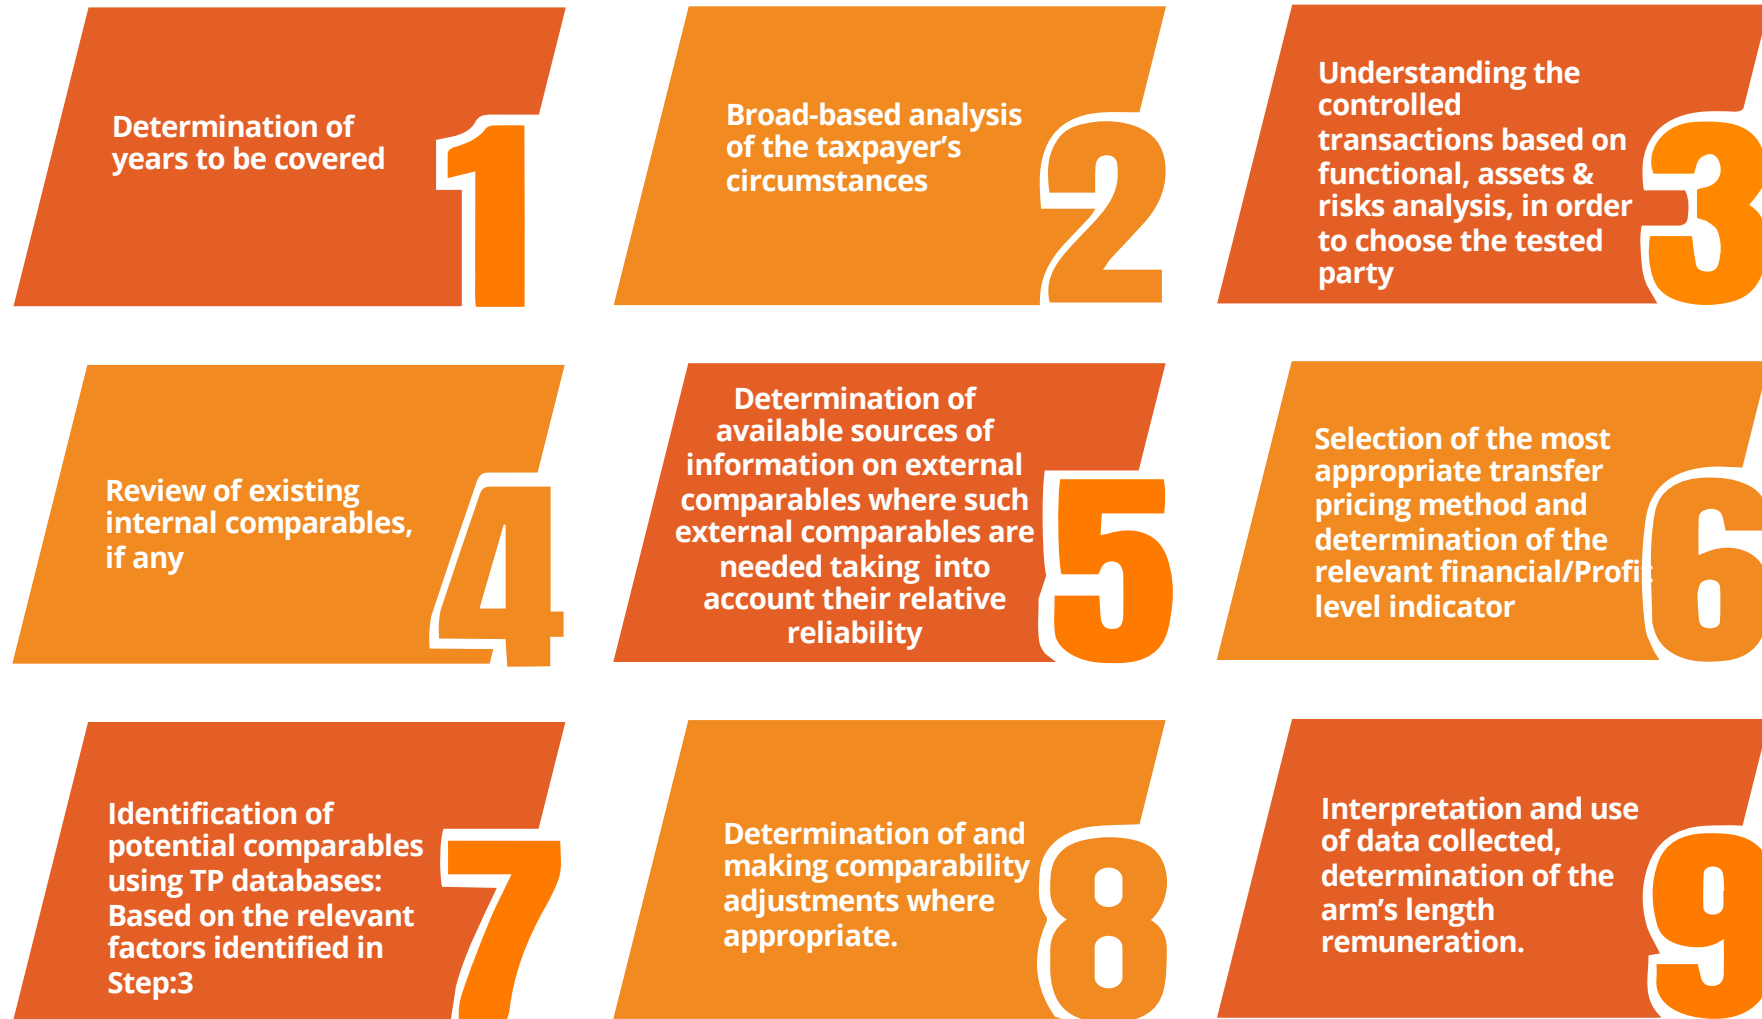 Determination of
years to be covered
1
Broad-based analysis
of the taxpayer’s
circumstances
2
Understanding the
controlled
transactions based on
functional, assets &
risks analysis, in order
to choose the tested
party
3
Review of existing
internal comparables,
if any
4
Determination of
available sources of
information on external
comparables where such
external comparables are
needed taking  into
account their relative
reliability
5
Selection of the most
appropriate transfer
pricing method and
determination of the
relevant financial/Profit
level indicator
6
Identification of
potential comparables
using TP databases:
Based on the relevant
factors identified in
Step:3
7
Determination of and
making comparability
adjustments where
appropriate.
8
Interpretation and use
of data collected,
determination of the
arm’s length
remuneration.
9